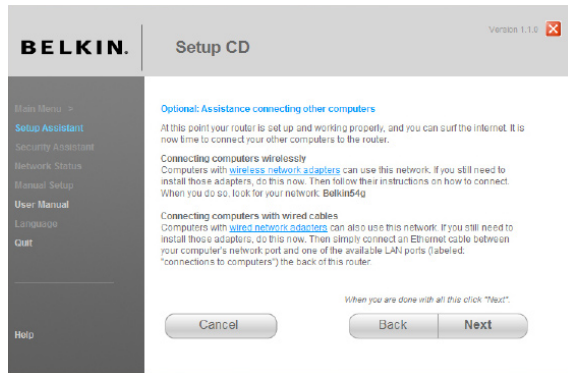 Version 1.1.0
BELKIN.
Setup CD
Main Menu >
Setup Assistant
Security Assistant
Network Status
Manual Setup
User Manual
Language
Quit
Help
Optional: Assistance connecting other computers
At this point your router is set up and working properly, and you can surf the internet. It is
now time to connect your other computers to the router.
Connecting computers wirelessly
Computers with wireless network adapters can use this network. If you still need to
install those adapters, do this now. Then follow their instructions on how to connect.
When you do so, look for your network: Belkin54g
Connecting computers with wired cables
Computers with wired network adapters can also use this network. If you still need to
install those adapters, do this now. Then simply connect an Ethernet cable between
your computer's network port and one of the available LAN ports (labeled:
"connections to computers") the back of this router.
When you are done with all this click "Next".
Cancel
Back
Next